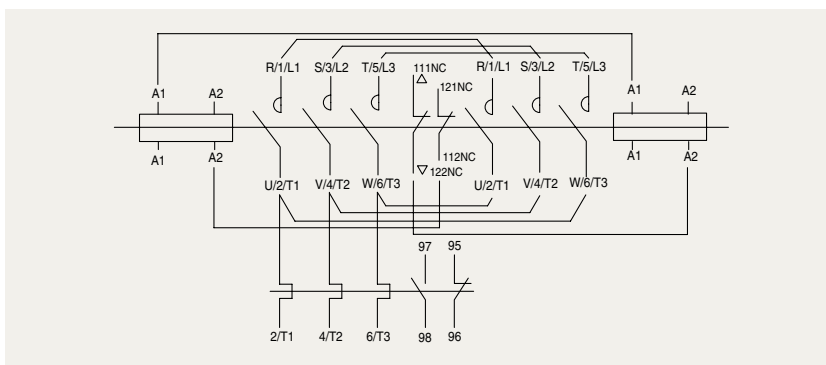 R/1/L1 S/3/L2 T/5/L3 111NC R/1/L1 S/3/L2 T/5/L3
121NC
A1 A2 A1 A2
A1 A2 A1 A2
112NC
122NC
U/2/T1 V/4/T2 W/6/T3 U/2/T1 V/4/T2 W/6/T3
97 95
2/T1 4/T2 6/T3 98 96